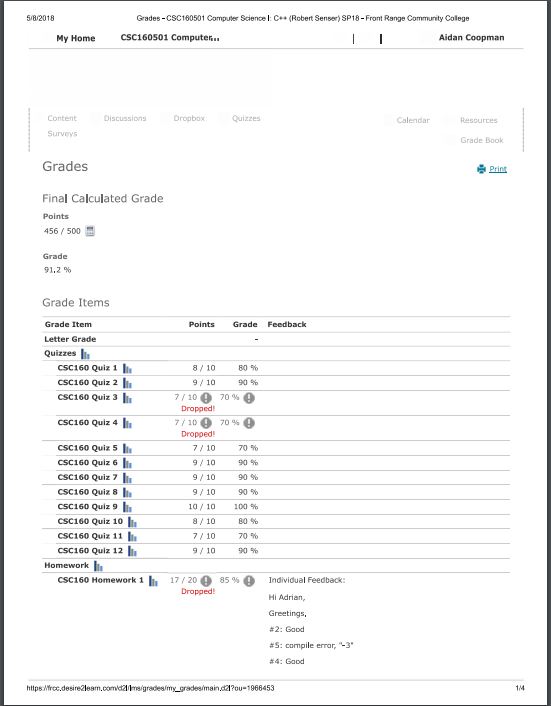 5/8/2018 Grades – CSC160501 Computer Science I: C++ (Robert Senser) SP18 – Front Range Community College
My Home CSC160501 Computer... | | Aidan Coopman
Content Discussions Dropbox Quizzes Calendar Resources
Surveys Grade Book
Grades
Print
Final Calculated Grade
Points
456 / 500
Grade
91.2 %
Grade Items
Grade Item Points Grade Feedback
Letter Grade -
Quizzes
CSC160 Quiz 1 8 / 10 80 %
CSC160 Quiz 2 9 / 10 90 %
CSC160 Quiz 3 7 / 10 ! 70 % !
Dropped!
CSC160 Quiz 4 7 / 10 ! 70 % !
Dropped!
CSC160 Quiz 5 7 / 10 70 %
CSC160 Quiz 6 9 / 10 90 %
CSC160 Quiz 7 9 / 10 90 %
CSC160 Quiz 8 9 / 10 90 %
CSC160 Quiz 9 10 / 10 100 %
CSC160 Quiz 10 8 / 10 80 %
CSC160 Quiz 11 7 / 10 70 %
CSC160 Quiz 12 9 / 10 90 %
Homework
CSC160 Homework 1 17 / 20 ! 85 % ! Individual Feedback:
Dropped!
Hi Adrian,
Greetings,
#2: Good
#5: compile error, "-3"
#4: Good
https://frcc.desire2learn.com/d2l/lms/grades/my_grades/main.d2l?ou=1966453 1/4